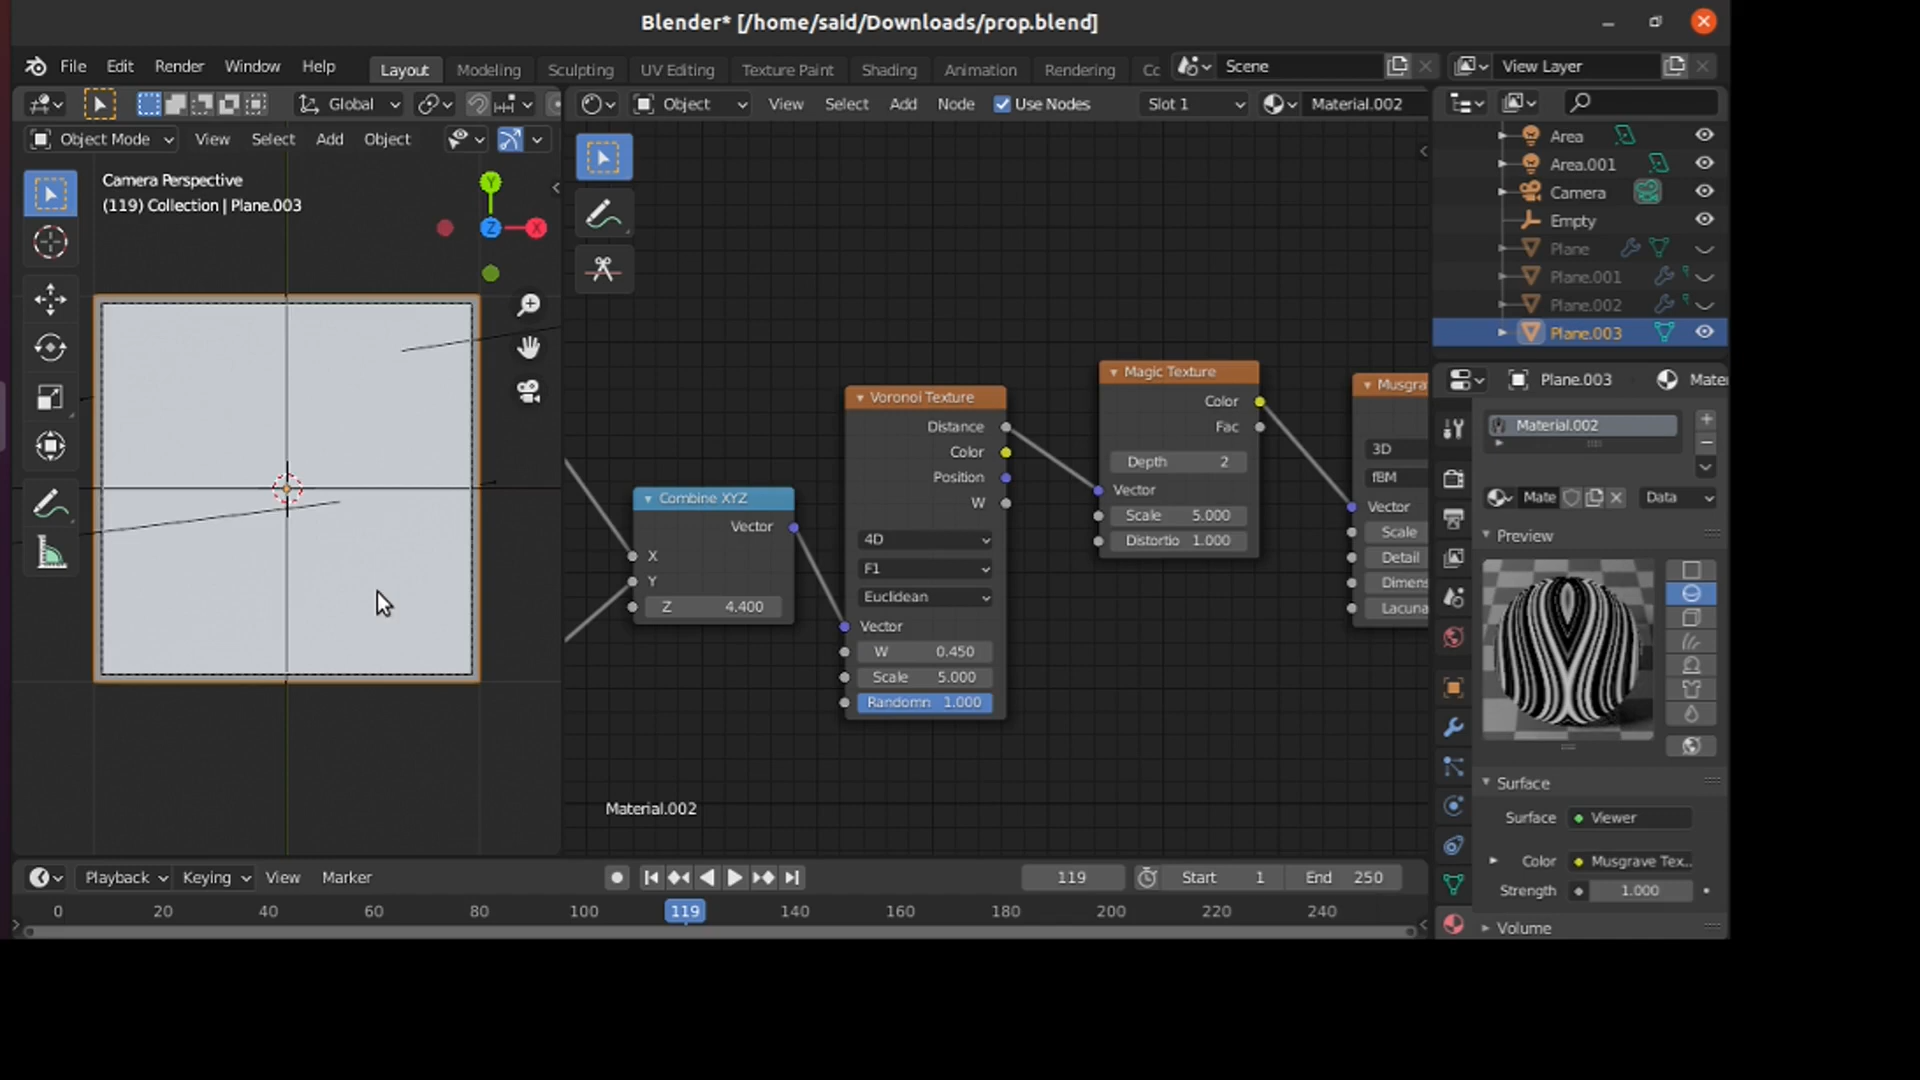 Blender* [/home/said/Downloads/prop.blend]
File Edit Render Window Help Layout Modeling Sculpting UV Editing Texture Paint Shading Animation Rendering Cc Scene View Layer
Global Object View Select Add Node Use Nodes Slot 1 Material.002
Object Mode View Select Add Object
Camera Perspective
(119) Collection | Plane.003
Y
Z
X
Combine XYZ
Vector
X
Y
Z 4.400
Voronoi Texture
Distance
Color
Position
W
4D
F1
Euclidean
Vector
W 0.450
Scale 5.000
Randomn 1.000
Magic Texture
Color
Fac
Depth 2
Vector
Scale 5.000
Distortio 1.000
Musgra
3D
fBM
Vector
Scale
Detail
Dimens
Lacuna
Material.002
Area
Area.001
Camera
Empty
Plane
Plane.001
Plane.002
Plane.003
Plane.003 Mate
Material.002
Mate Data
Preview
Surface
Surface Viewer
Color Musgrave Tex..
Strength 1.000
Volume
Playback Keying View Marker 119 Start 1 End 250
0 20 40 60 80 100 119 140 160 180 200 220 240